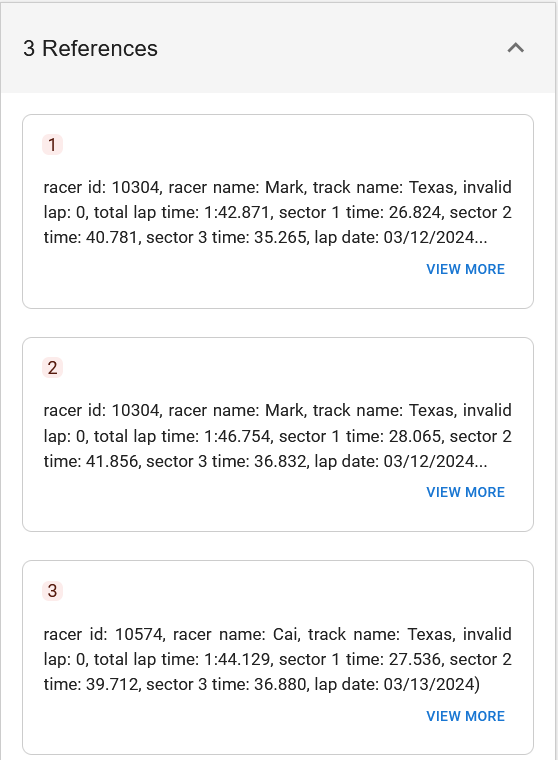 3 References
1
racer id: 10304, racer name: Mark, track name: Texas, invalid
lap: 0, total lap time: 1:42.871, sector 1 time: 26.824, sector 2
time: 40.781, sector 3 time: 35.265, lap date: 03/12/2024...
VIEW MORE
2
racer id: 10304, racer name: Mark, track name: Texas, invalid
lap: 0, total lap time: 1:46.754, sector 1 time: 28.065, sector 2
time: 41.856, sector 3 time: 36.832, lap date: 03/12/2024...
VIEW MORE
3
racer id: 10574, racer name: Cai, track name: Texas, invalid
lap: 0, total lap time: 1:44.129, sector 1 time: 27.536, sector 2
time: 39.712, sector 3 time: 36.880, lap date: 03/13/2024)
VIEW MORE